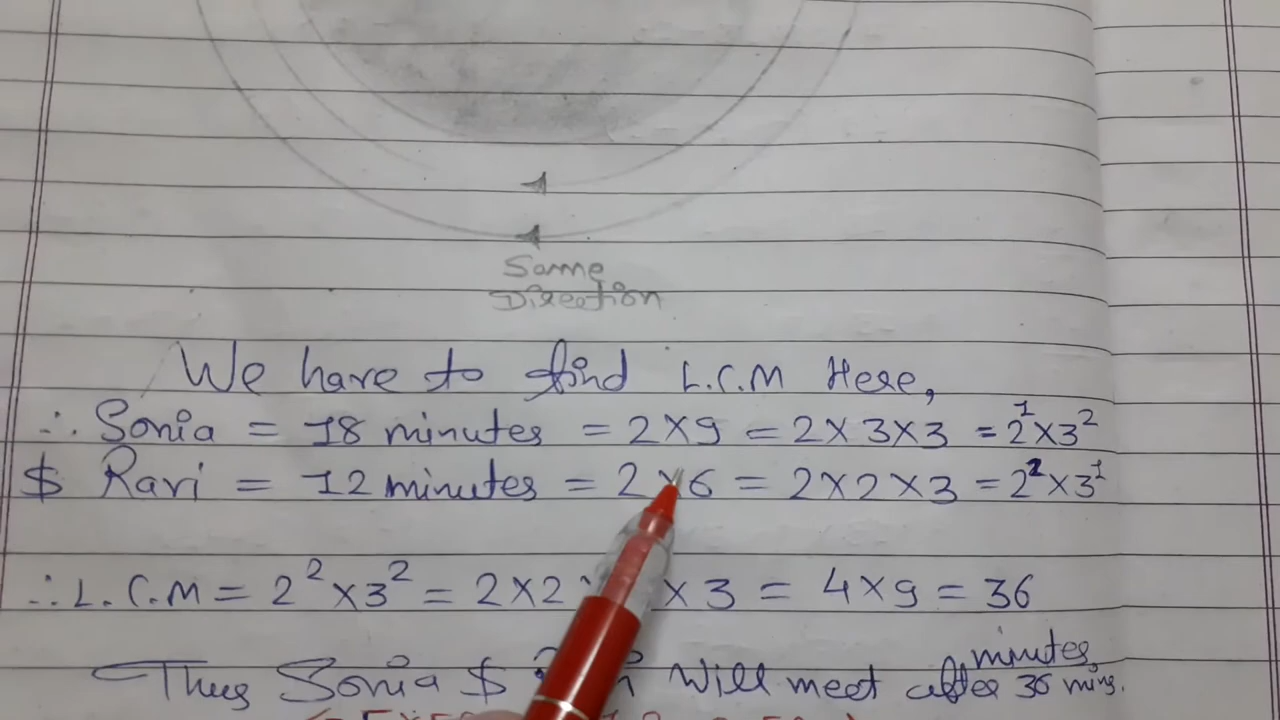 Same
Direction
We have to find L.C.M Here,
∴ Sonia = 18 minutes = 2×9 = 2×3×3 = 2¹×3²
$ Ravi = 12 minutes = 2×6 = 2×2×3 = 2²×3¹
∴ L.C.M = 2²×3² = 2×2 × 3 = 4×9 = 36
minutes,
Thus Sonia $ will meet after 36 mins.